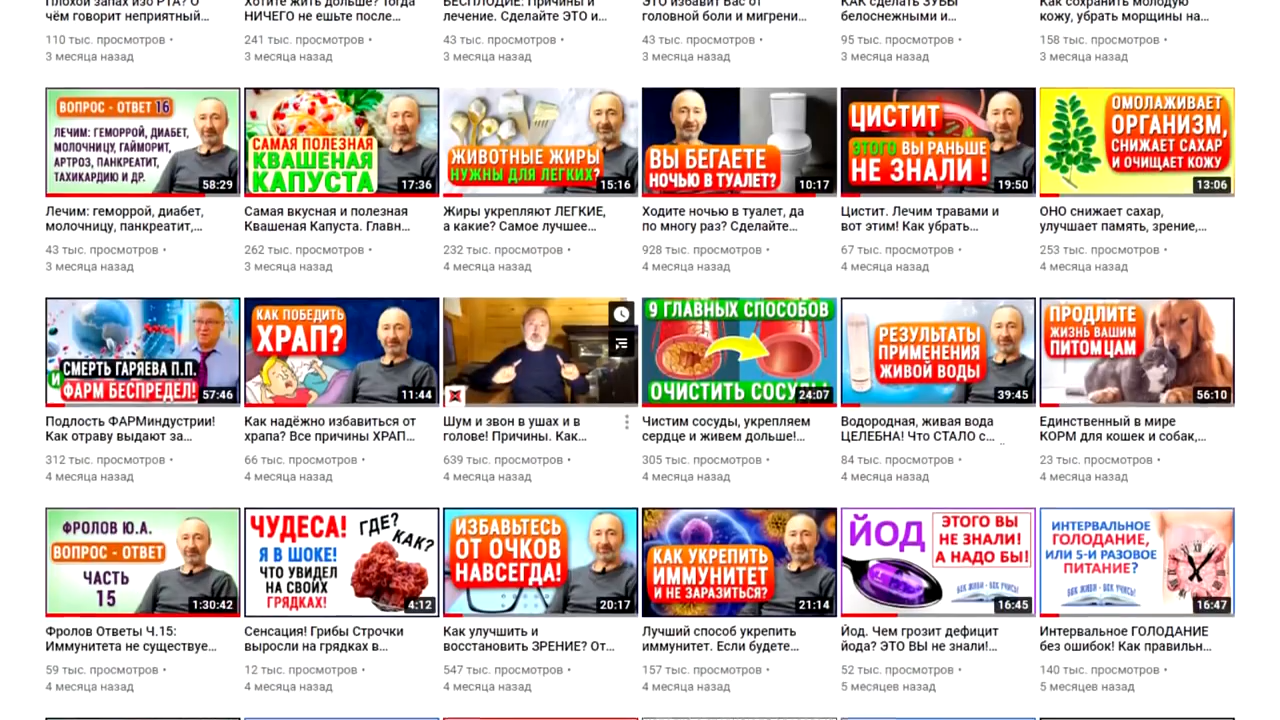 Плохой запах изо РТА? О
чём говорит неприятный...
110 тыс. просмотров •
3 месяца назад
Хотите жить дольше? Тогда
НИЧЕГО не ешьте после...
241 тыс. просмотров •
3 месяца назад
БЕСПЛОДИЕ: Причины и
лечение. Сделайте ЭТО и...
43 тыс. просмотров •
3 месяца назад
ЭТО избавит Вас от
головной боли и мигрени...
43 тыс. просмотров •
3 месяца назад
КАК сделать ЗУБЫ
белоснежными и...
95 тыс. просмотров •
3 месяца назад
Как сохранить молодую
кожу, убрать морщины на...
158 тыс. просмотров •
3 месяца назад
ВОПРОС - ОТВЕТ 16
ЛЕЧИМ: ГЕМОРРОЙ, ДИАБЕТ,
МОЛОЧНИЦУ, ГАЙМОРИТ,
АРТРОЗ, ПАНКРЕАТИТ,
ТАХИКАРДИЮ И ДР.
58:29
Лечим: геморрой, диабет,
молочницу, панкреатит,...
43 тыс. просмотров •
3 месяца назад
САМАЯ ПОЛЕЗНАЯ
КВАШЕНАЯ
КАПУСТА
17:36
Самая вкусная и полезная
Квашеная Капуста. Главн...
262 тыс. просмотров •
3 месяца назад
ЖИВОТНЫЕ ЖИРЫ
НУЖНЫ ДЛЯ ЛЕГКИХ?
15:16
Жиры укрепляют ЛЕГКИЕ,
а какие? Самое лучшее...
232 тыс. просмотров •
4 месяца назад
ВЫ БЕГАЕТЕ
НОЧЬЮ В ТУАЛЕТ?
10:17
Ходите ночью в туалет, да
по многу раз? Сделайте...
928 тыс. просмотров •
4 месяца назад
ЦИСТИТ
ЭТОГО ВЫ РАНЬШЕ
НЕ ЗНАЛИ !
19:50
Цистит. Лечим травами и
вот этим! Как убрать...
67 тыс. просмотров •
4 месяца назад
ОМОЛАЖИВАЕТ
ОРГАНИЗМ,
СНИЖАЕТ САХАР
И ОЧИЩАЕТ КОЖУ
13:06
ОНО снижает сахар,
улучшает память, зрение,...
253 тыс. просмотров •
4 месяца назад
СМЕРТЬ ГАРЯЕВА П.П.
И ФАРМ БЕСПРЕДЕЛ!
57:46
Подлость ФАРМиндустрии!
Как отраву выдают за...
312 тыс. просмотров •
4 месяца назад
КАК ПОБЕДИТЬ
ХРАП?
11:44
Как надёжно избавиться от
храпа? Все причины ХРАП...
66 тыс. просмотров •
4 месяца назад
Шум и звон в ушах и в
голове! Причины. Как...
639 тыс. просмотров •
4 месяца назад
9 ГЛАВНЫХ СПОСОБОВ
ОЧИСТИТЬ СОСУДЫ
24:07
Чистим сосуды, укрепляем
сердце и живем дольше!...
305 тыс. просмотров •
4 месяца назад
РЕЗУЛЬТАТЫ
ПРИМЕНЕНИЯ
ЖИВОЙ ВОДЫ
39:45
Водородная, живая вода
ЦЕЛЕБНА! Что СТАЛО с...
84 тыс. просмотров •
4 месяца назад
ПРОДЛИТЕ
ЖИЗНЬ ВАШИМ
ПИТОМЦАМ
56:10
Единственный в мире
КОРМ для кошек и собак,...
23 тыс. просмотров •
4 месяца назад
ФРОЛОВ Ю.А.
ВОПРОС - ОТВЕТ
ЧАСТЬ
15
1:30:42
Фролов Ответы Ч.15:
Иммунитета не существуе...
59 тыс. просмотров •
4 месяца назад
ЧУДЕСА! ГДЕ?
КАК?
Я В ШОКЕ!
ЧТО УВИДЕЛ
НА СВОИХ
ГРЯДКАХ!
4:12
Сенсация! Грибы Строчки
выросли на грядках в...
12 тыс. просмотров •
4 месяца назад
ИЗБАВЬТЕСЬ
ОТ ОЧКОВ
НАВСЕГДА!
20:17
Как улучшить и
восстановить ЗРЕНИЕ? От...
547 тыс. просмотров •
4 месяца назад
КАК УКРЕПИТЬ
ИММУНИТЕТ
И НЕ ЗАРАЗИТЬСЯ?
21:14
Лучший способ укрепить
иммунитет. Если будете...
157 тыс. просмотров •
4 месяца назад
ЙОД
ЭТОГО ВЫ
НЕ ЗНАЛИ!
А НАДО БЫ!
ВЕК ЖИВИ - ВЕК УЧИСЬ!
16:45
Йод. Чем грозит дефицит
йода? ЭТО ВЫ не знали!...
52 тыс. просмотров •
5 месяцев назад
ИНТЕРВАЛЬНОЕ
ГОЛОДАНИЕ,
ИЛИ 5-И РАЗОВОЕ
ПИТАНИЕ?
ВЕК ЖИВИ - ВЕК УЧИСЬ!
16:47
Интервальное ГОЛОДАНИЕ
без ошибок! Как правильн...
140 тыс. просмотров •
5 месяцев назад